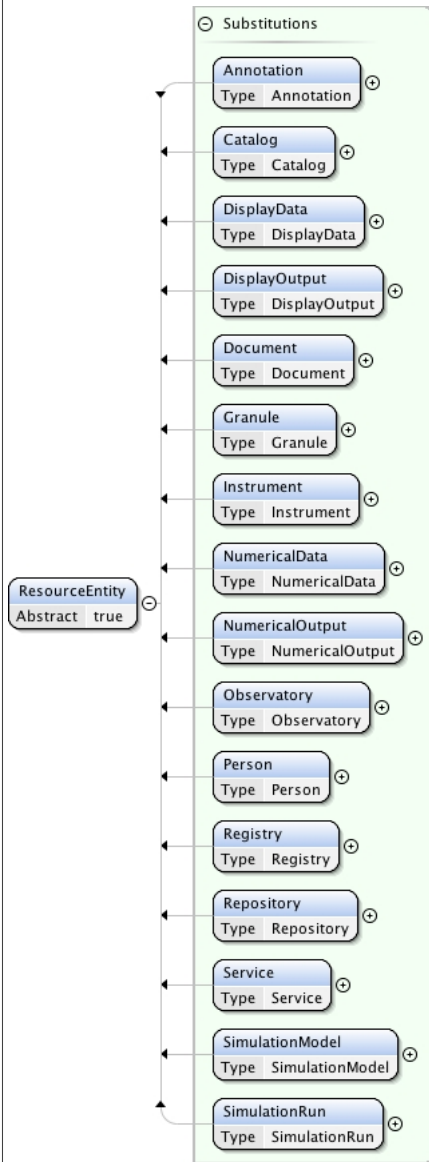 Substitutions
Annotation
Type Annotation
Catalog
Type Catalog
DisplayData
Type DisplayData
DisplayOutput
Type DisplayOutput
Document
Type Document
Granule
Type Granule
Instrument
Type Instrument
NumericalData
Type NumericalData
ResourceEntity
Abstract true
NumericalOutput
Type NumericalOutput
Observatory
Type Observatory
Person
Type Person
Registry
Type Registry
Repository
Type Repository
Service
Type Service
SimulationModel
Type SimulationModel
SimulationRun
Type SimulationRun